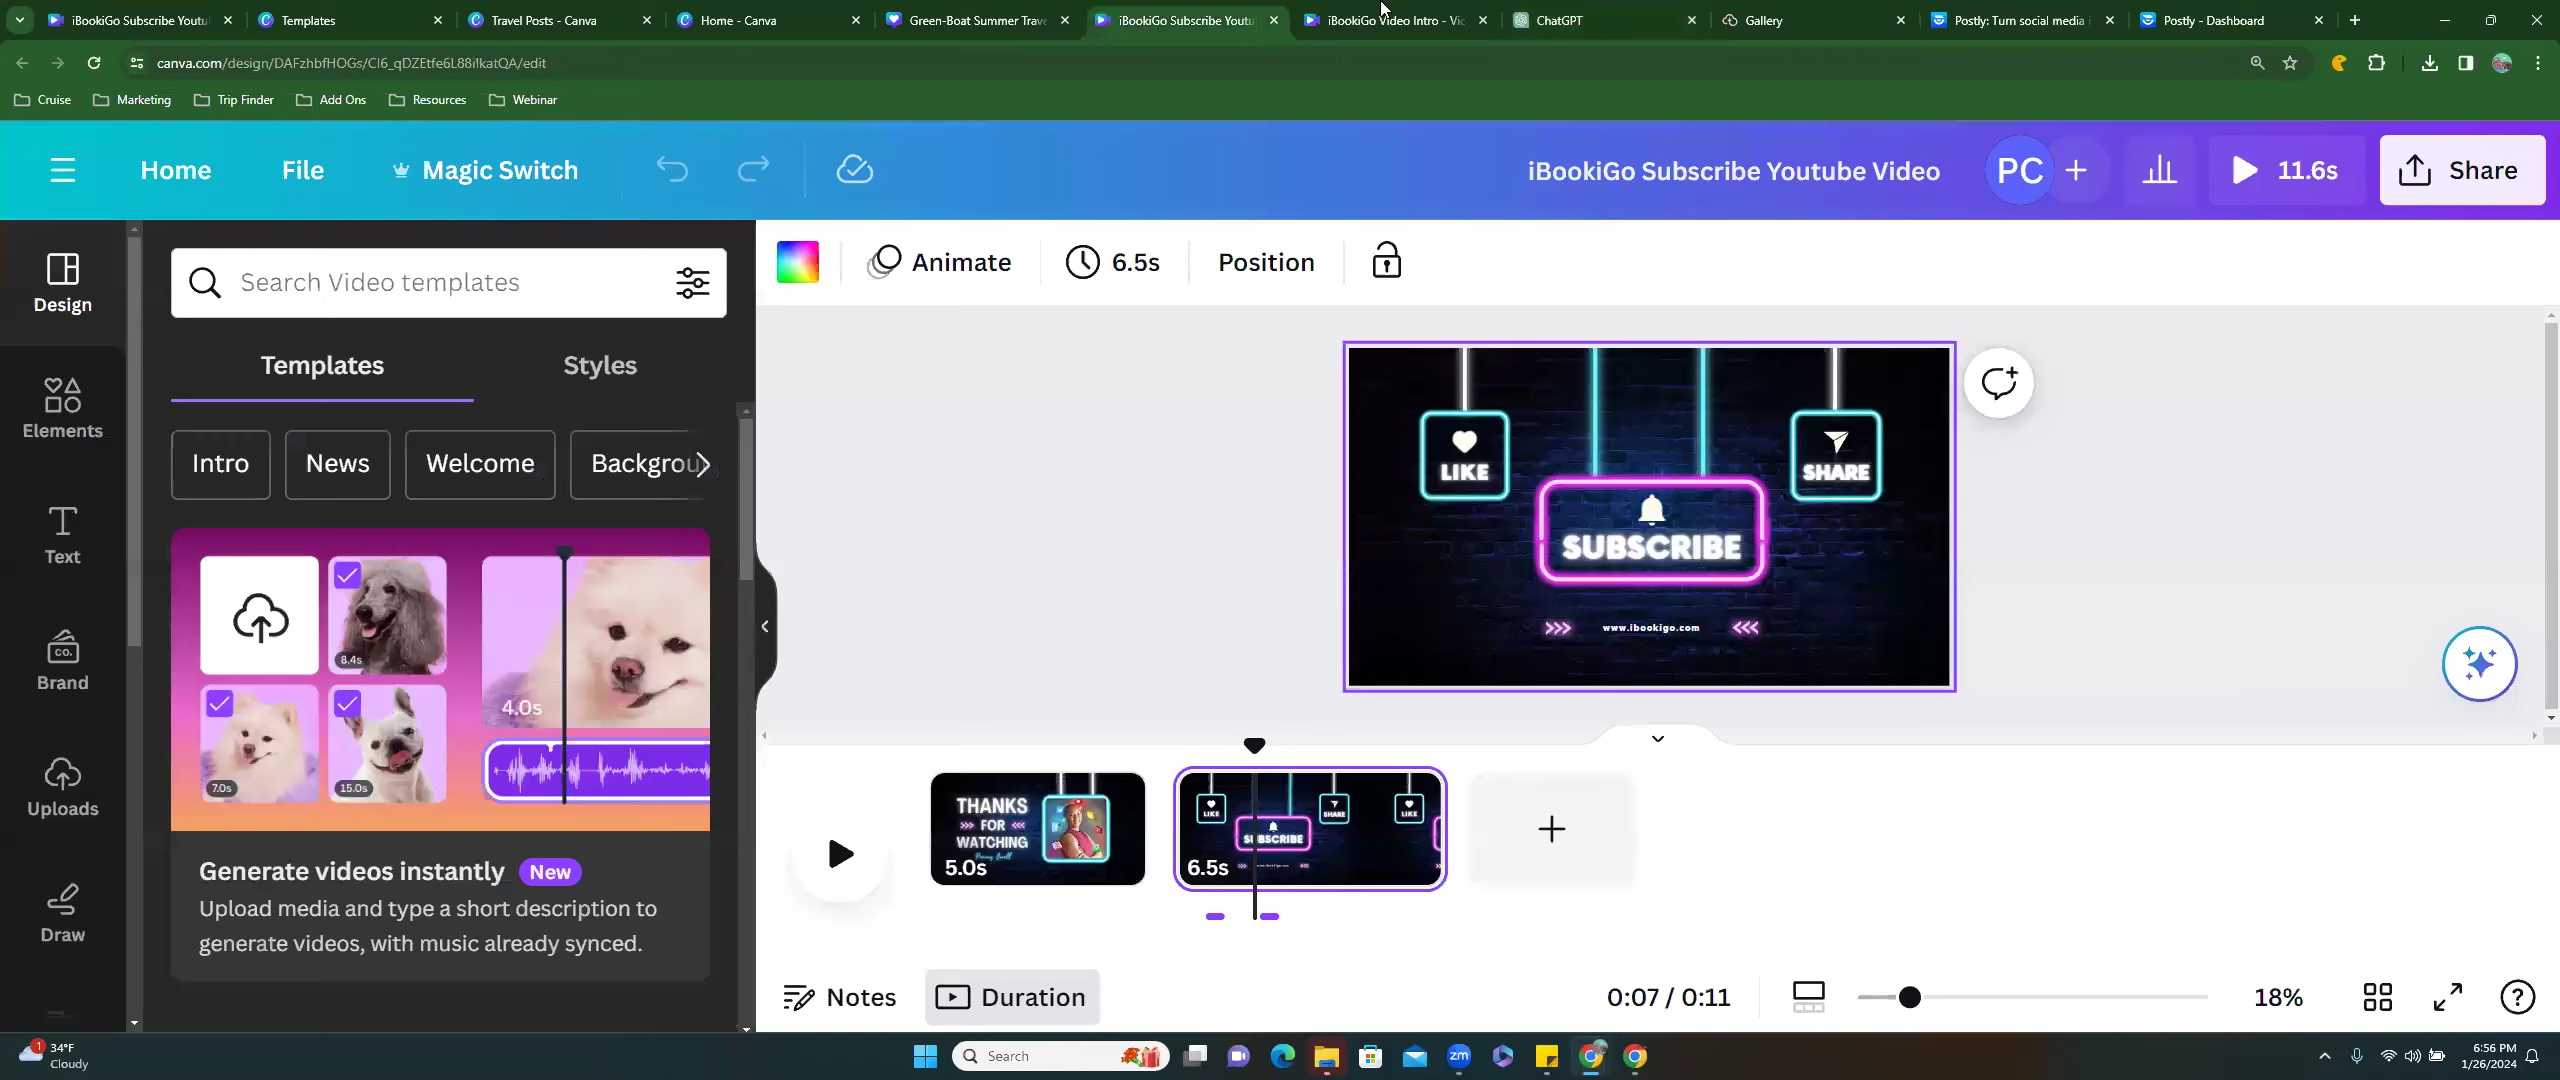 iBookiGo Subscribe Youtu
Templates
Travel Posts - Canva
Home - Canva
Green-Boat Summer Trave
iBookiGo Subscribe Youtu
iBookiGo Video Intro - Vic
ChatGPT
Gallery
Postly: Turn social media i
Postly - Dashboard
canva.com/design/DAFzhbfHOGs/CI6_qDZEtfe6L88iIkatQA/edit
Cruise
Marketing
Trip Finder
Add Ons
Resources
Webinar
Home
File
Magic Switch
iBookiGo Subscribe Youtube Video
PC
11.6s
Share
Design
Elements
Text
Brand
Uploads
Draw
Search Video templates
Templates
Styles
Intro
News
Welcome
Backgrou
8.4s
7.0s
15.0s
4.0s
Generate videos instantly New
Upload media and type a short description to
generate videos, with music already synced.
Animate
6.5s
Position
LIKE
SHARE
SUBSCRIBE
www.ibookigo.com
THANKS
FOR
WATCHING
5.0s
LIKE
SHARE
LIKE
SUBSCRIBE
6.5s
Notes
Duration
0:07 / 0:11
18%
1
34°F
Cloudy
Search
zm
6:56 PM
1/26/2024